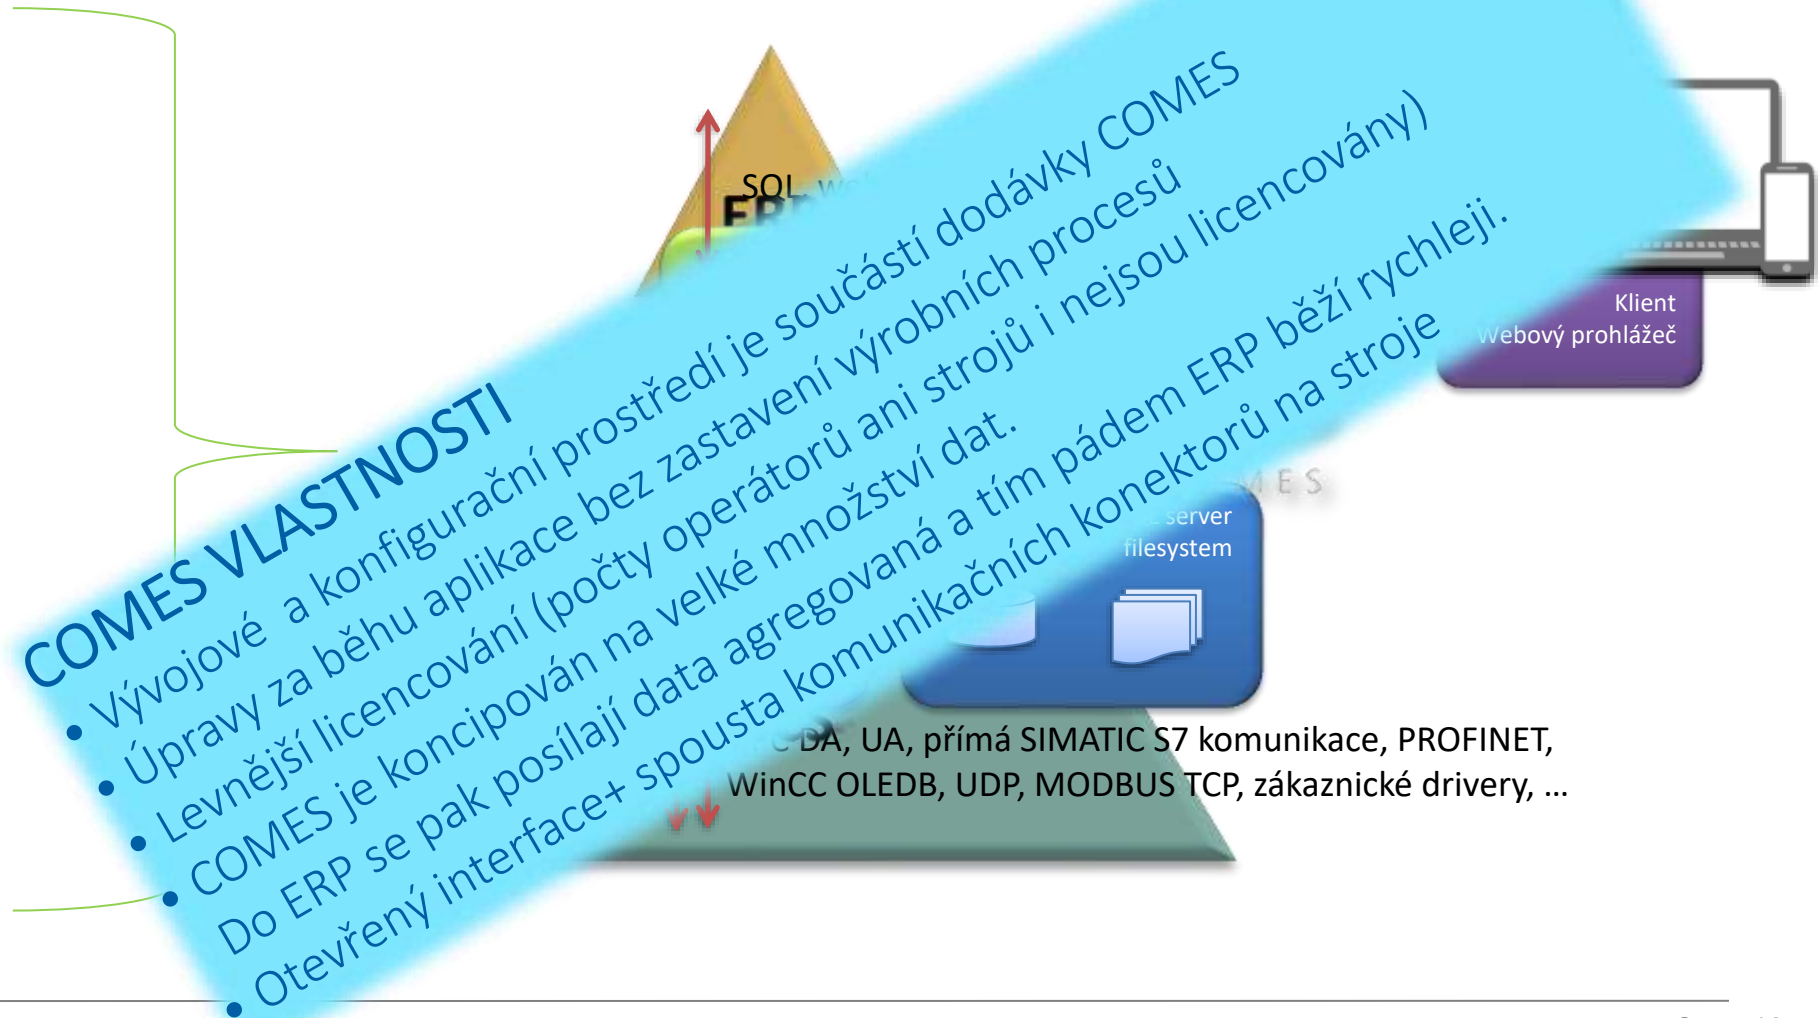 COMES VLASTNOSTI
• Vývojové a konfigurační prostředí je součástí dodávky COMES
• Úpravy za běhu aplikace bez zastavení výrobních procesů
• Levnější licencování (počty operátorů ani strojů i nejsou licencovány)
• COMES je koncipován na velké množství dat.
Do ERP se pak posílají data agregovaná a tím pádem ERP běží rychleji.
• Otevřený interface+ spousta komunikačních konektorů na stroje
SQL,
ERP
Klient
Webový prohlážeč
server
filesystem
DA, UA, přímá SIMATIC S7 komunikace, PROFINET,
WinCC OLEDB, UDP, MODBUS TCP, zákaznické drivery, ...